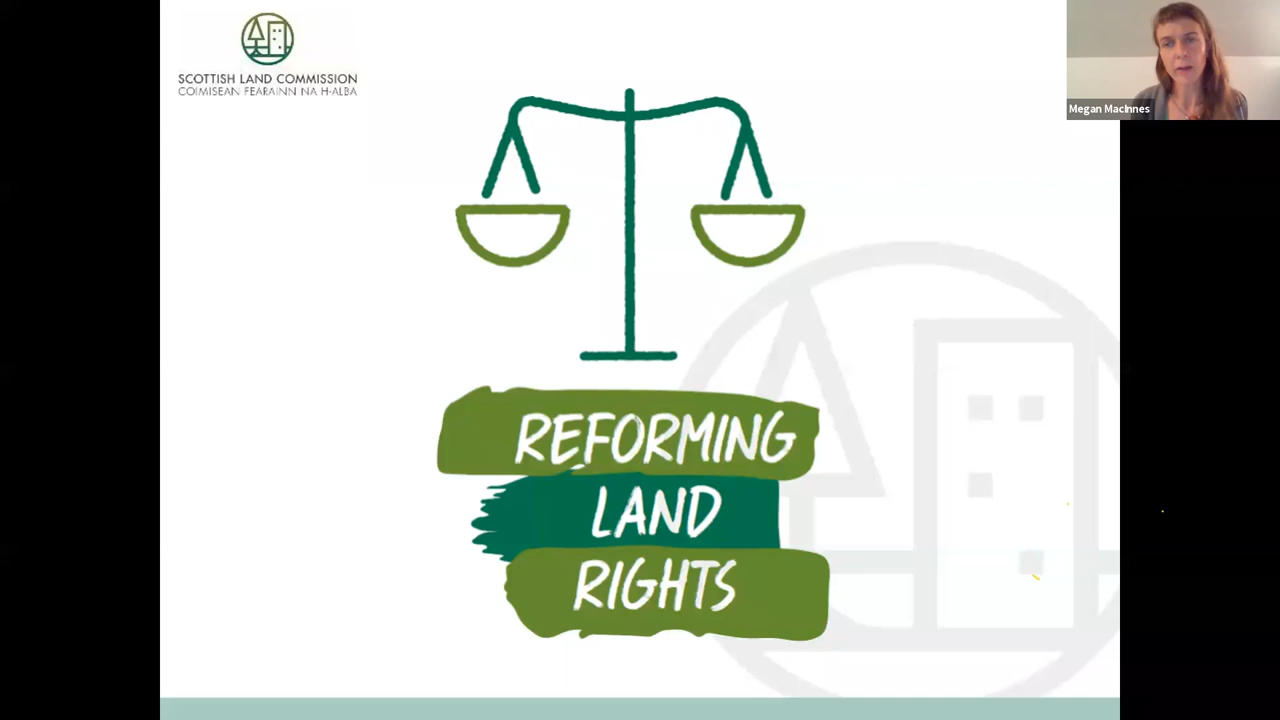 SCOTTISH LAND COMMISSION
COIMISEAN FEARAINN NA H-ALBA
Megan MacInnes
REFORMING
LAND
RIGHTS